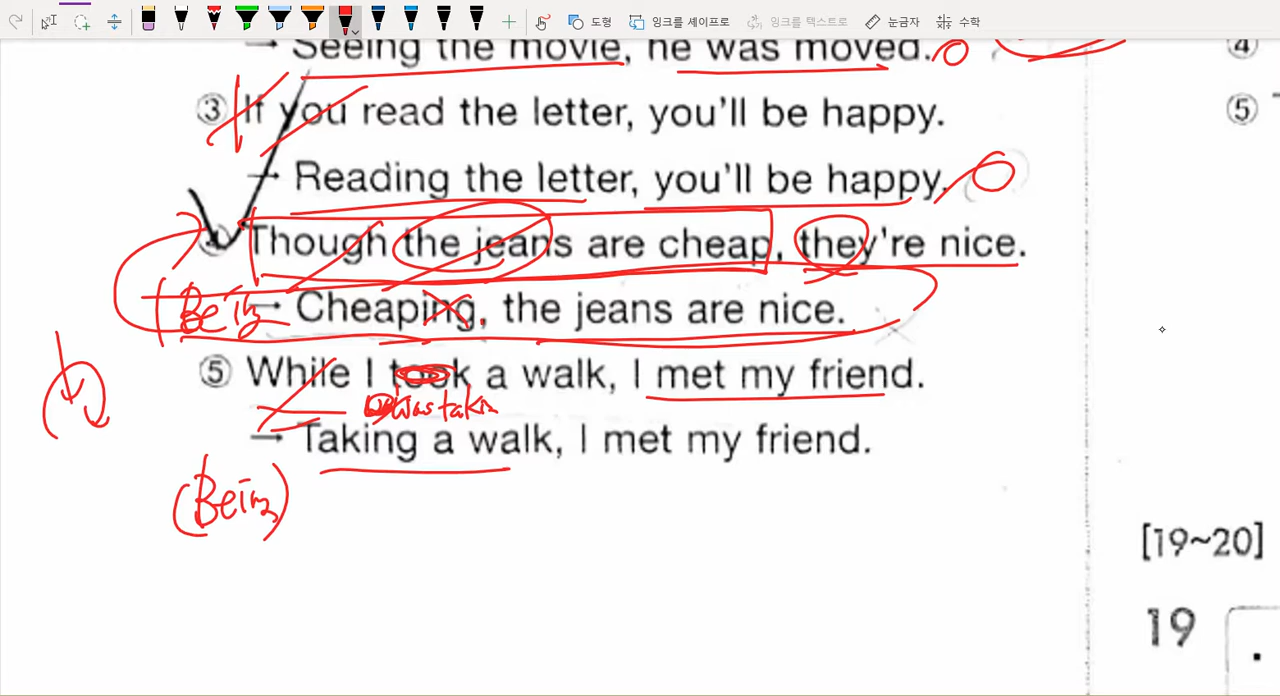 도형 잉크를 셰이프로 잉크를 텍스트로 눈금자 수학
→ Seeing the movie, he was moved.
③ If you read the letter, you'll be happy.
→ Reading the letter, you'll be happy.
Though the jeans are cheap, they're nice.
Being → Cheaping, the jeans are nice.
⑤ While I took a walk, I met my friend.
was takin
→ Taking a walk, I met my friend.
(Being)
④
⑤
[19~20]
19